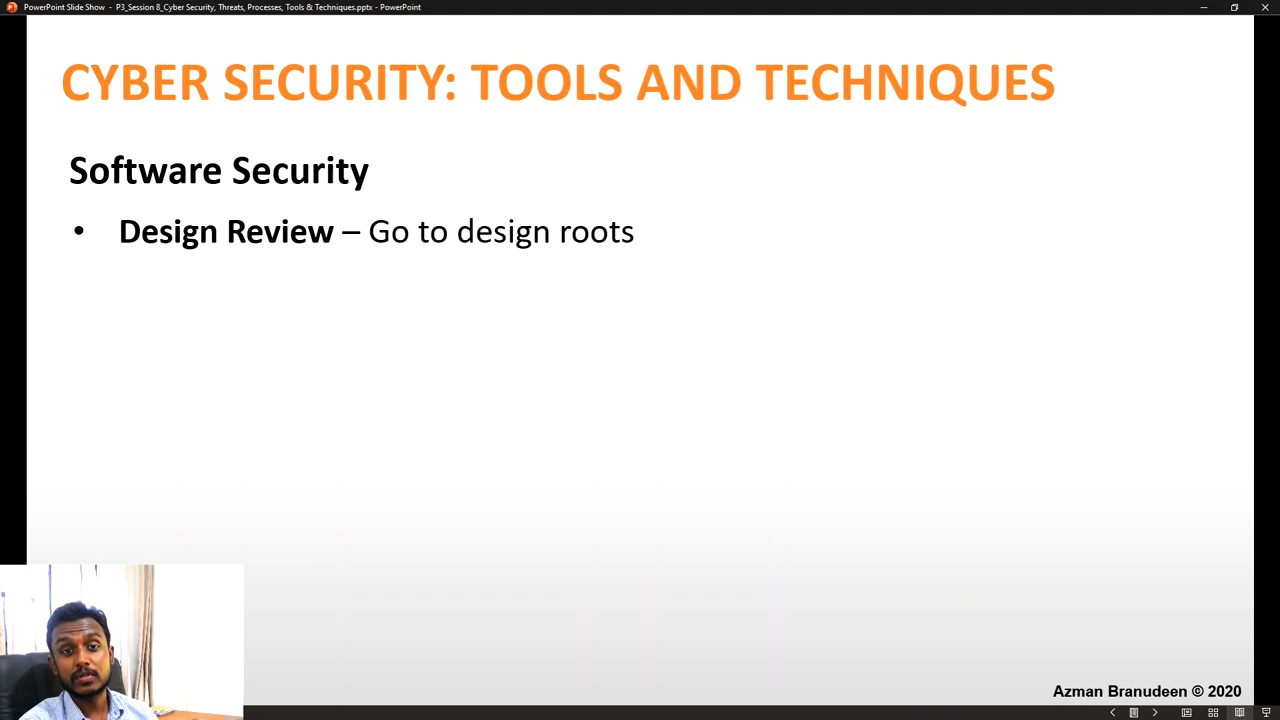 PowerPoint Slide Show - P3_Session 8_Cyber Security, Threats, Processes, Tools & Techniques.pptx - PowerPoint
CYBER SECURITY: TOOLS AND TECHNIQUES
Software Security
• Design Review – Go to design roots
Azman Branudeen © 2020